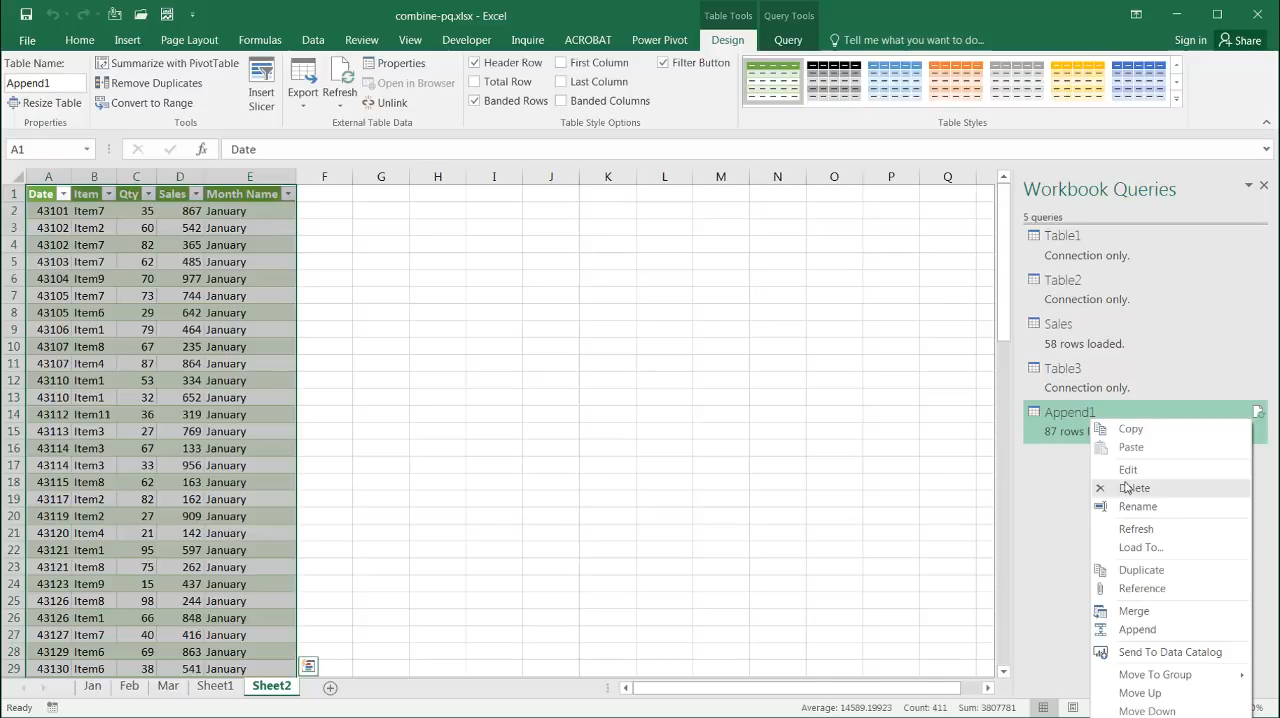 combine-pq.xlsx - Excel
Table Tools
Query Tools
File
Home
Insert
Page Layout
Formulas
Data
Review
View
Developer
Inquire
ACROBAT
Power Pivot
Design
Query
Tell me what you want to do...
Sign in
Share
Table Name:
Append1
Resize Table
Properties
Summarize with PivotTable
Remove Duplicates
Convert to Range
Tools
Insert
Slicer
Export
Refresh
Properties
Unlink
External Table Data
Header Row
Total Row
Banded Rows
First Column
Last Column
Banded Columns
Filter Button
Table Style Options
Table Styles
A1
fx
Date
A B C D E F G H K J L M N O P Q
1 Date Item Qty Sales Month Name
2 43101 Item7 35 867 January
3 43102 Item2 60 542 January
4 43102 Item7 82 365 January
5 43103 Item7 62 485 January
6 43104 Item9 70 977 January
7 43105 Item7 73 744 January
8 43105 Item6 29 642 January
9 43106 Item1 79 464 January
10 43107 Item8 67 235 January
11 43107 Item4 87 864 January
12 43110 Item1 53 334 January
13 43110 Item1 32 652 January
14 43112 Item11 36 319 January
15 43113 Item3 27 769 January
16 43114 Item3 67 133 January
17 43114 Item3 33 956 January
18 43115 Item8 62 163 January
19 43117 Item2 82 162 January
20 43119 Item2 27 909 January
21 43120 Item4 21 142 January
22 43121 Item1 95 597 January
23 43121 Item8 75 262 January
24 43123 Item9 15 437 January
25 43126 Item8 98 244 January
26 43126 Item1 66 848 January
27 43127 Item7 40 416 January
28 43129 Item6 69 863 January
29 43130 Item6 38 541 January
Workbook Queries
5 queries
Table1
Connection only.
Table2
Connection only.
Sales
58 rows loaded.
Table3
Connection only.
Append1
87 rows l
Copy
Paste
Edit
Delete
Rename
Refresh
Load To...
Duplicate
Reference
Merge
Append
Send To Data Catalog
Move To Group
Move Up
Move Down
Jan
Feb
Mar
Sheet1
Sheet2
Ready
Average: 14589.19923
Count: 411
Sum: 3807781